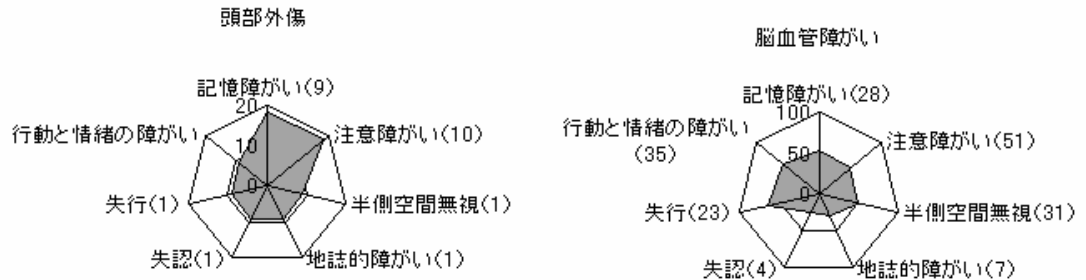 頭部外傷
記憶障がい(9)
20
行動と情緒の障がい
注意障がい(10)
10
0
失行(1)
半側空間無視(1)
失認(1)
地誌的障がい(1)
脳血管障がい
記憶障がい(28)
100
行動と情緒の障がい
(35)
注意障がい(51)
50
0
失行(23)
半側空間無視(31)
失認(4)
地誌的障がい(7)